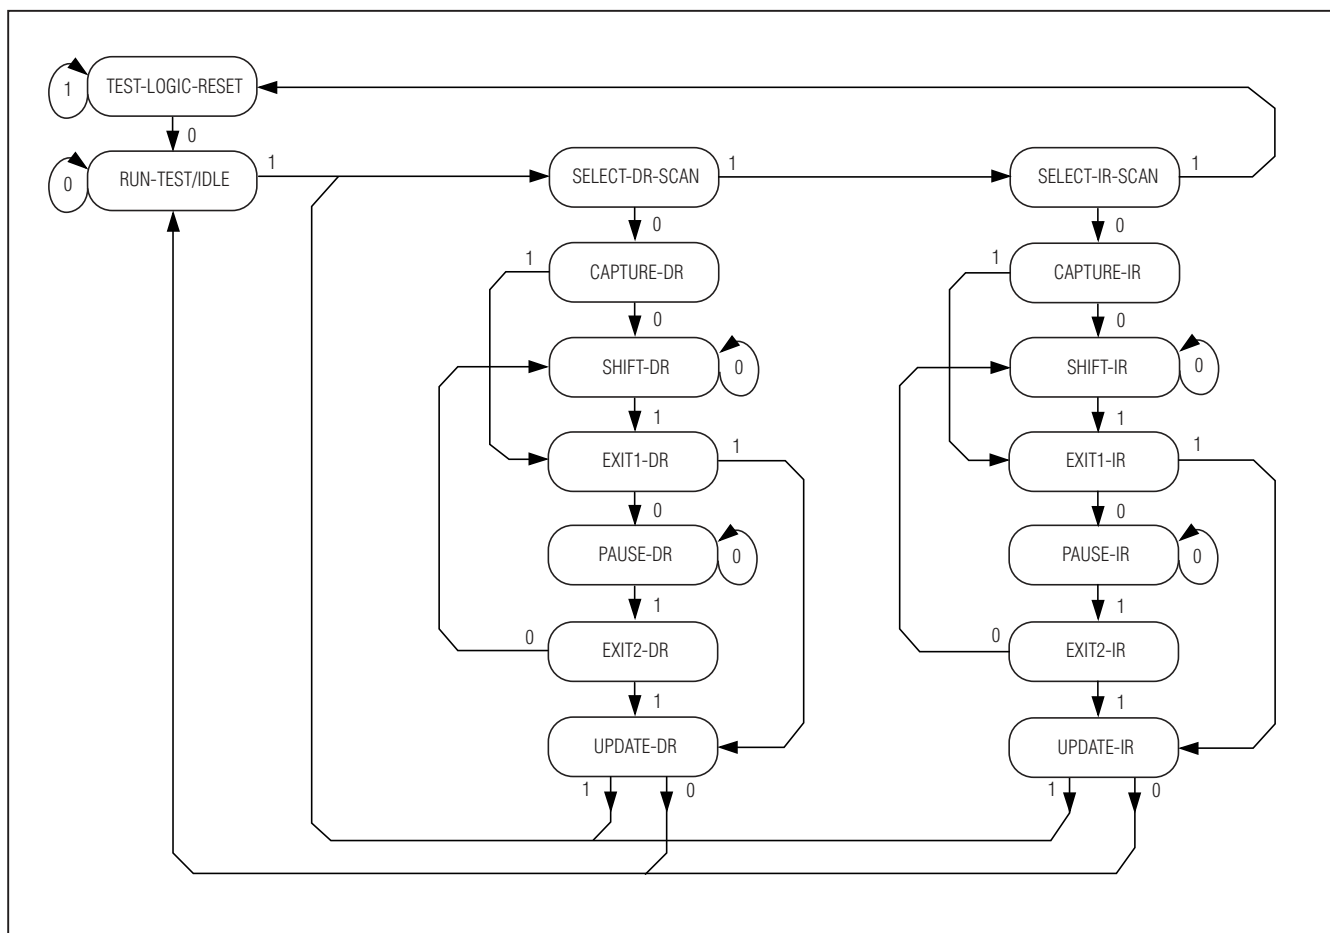 TEST-LOGIC-RESET
1
0
RUN-TEST/IDLE
0
1
SELECT-DR-SCAN
1
SELECT-IR-SCAN
1
0
0
1
CAPTURE-DR
1
CAPTURE-IR
0
0
SHIFT-DR
0
SHIFT-IR
0
1
1
EXIT1-DR
1
EXIT1-IR
1
0
0
PAUSE-DR
0
PAUSE-IR
0
1
1
0
EXIT2-DR
0
EXIT2-IR
1
1
UPDATE-DR
UPDATE-IR
1
0
1
0